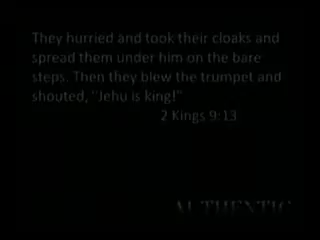 They hurried and took their cloaks and
spread them under him on the bare
steps. Then they blew the trumpet and
shouted, "Jehu is king!"
2 Kings 9:13
AUTHENTIC